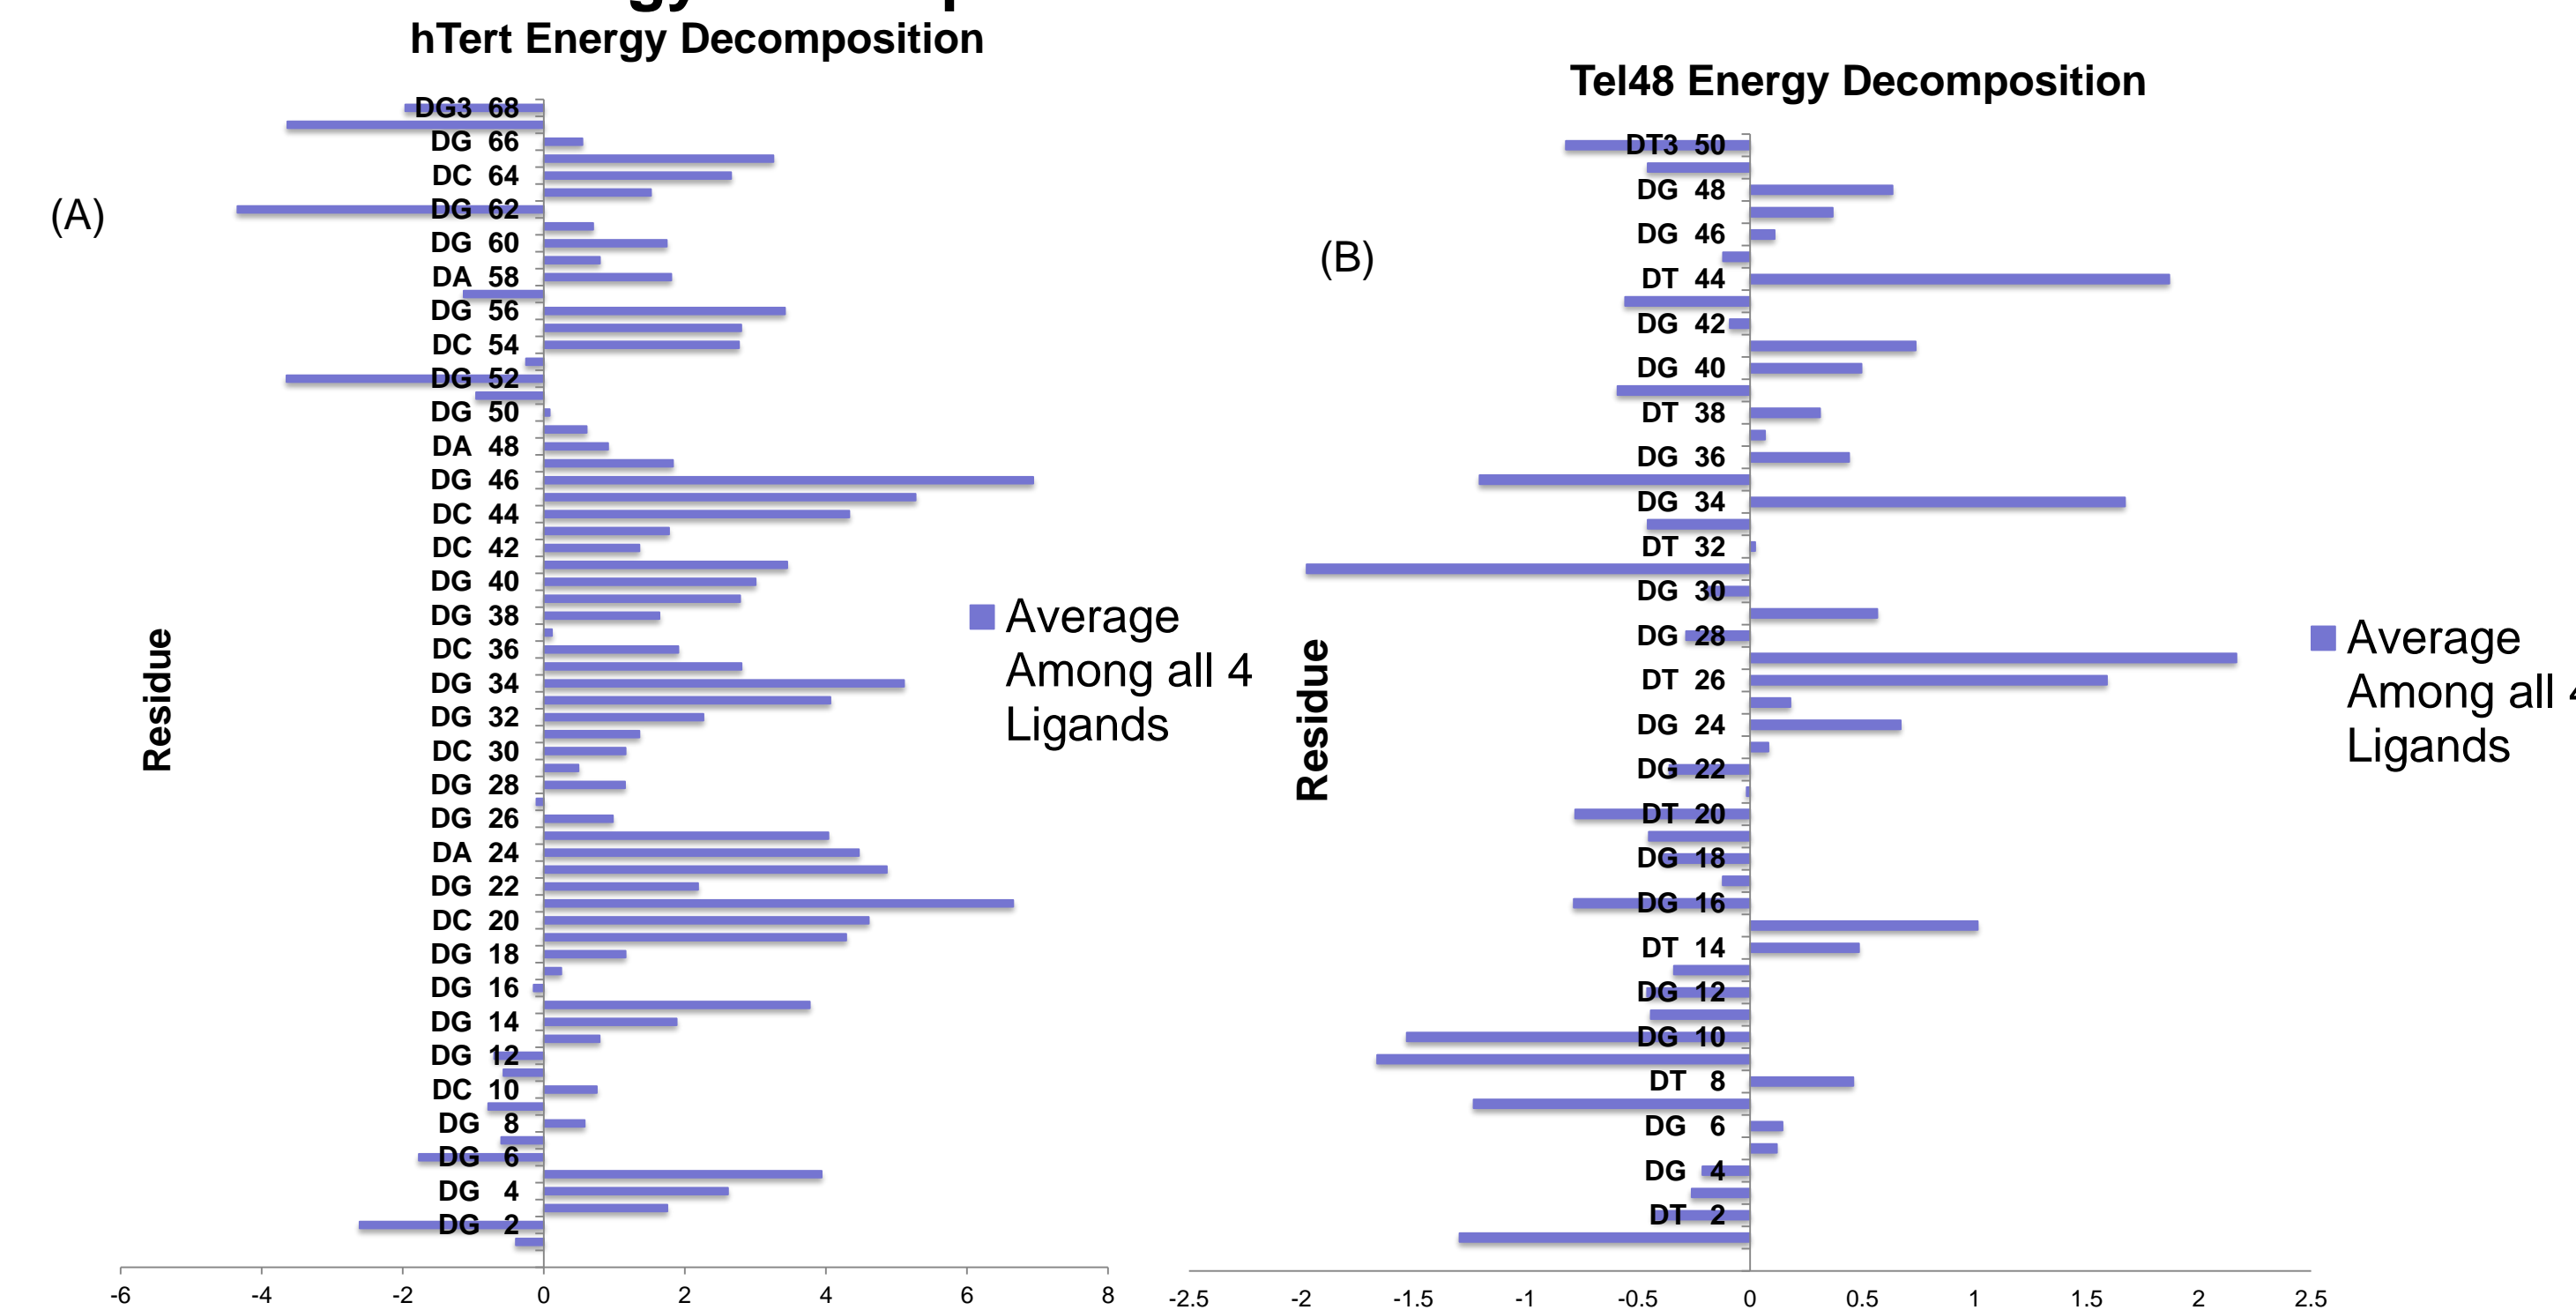 hTert Energy Decomposition
(A)
Residue
DG3 68
DG 66
DC 64
DG 62
DG 60
DA 58
DG 56
DC 54
DG 52
DG 50
DA 48
DG 46
DC 44
DC 42
DG 40
DG 38
DC 36
DG 34
DG 32
DC 30
DG 28
DG 26
DA 24
DG 22
DC 20
DG 18
DG 16
DG 14
DG 12
DC 10
DG 8
DG 6
DG 4
DG 2
-6 -4 -2 0 2 4 6 8
Average
Among all 4
Ligands
Tel48 Energy Decomposition
(B)
Residue
DT3 50
DG 48
DG 46
DT 44
DG 42
DG 40
DT 38
DG 36
DG 34
DT 32
DG 30
DG 28
DT 26
DG 24
DG 22
DT 20
DG 18
DG 16
DT 14
DG 12
DG 10
DT 8
DG 6
DG 4
DT 2
-2.5 -2 -1.5 -1 -0.5 0 0.5 1 1.5 2 2.5
Average
Among all 4
Ligands